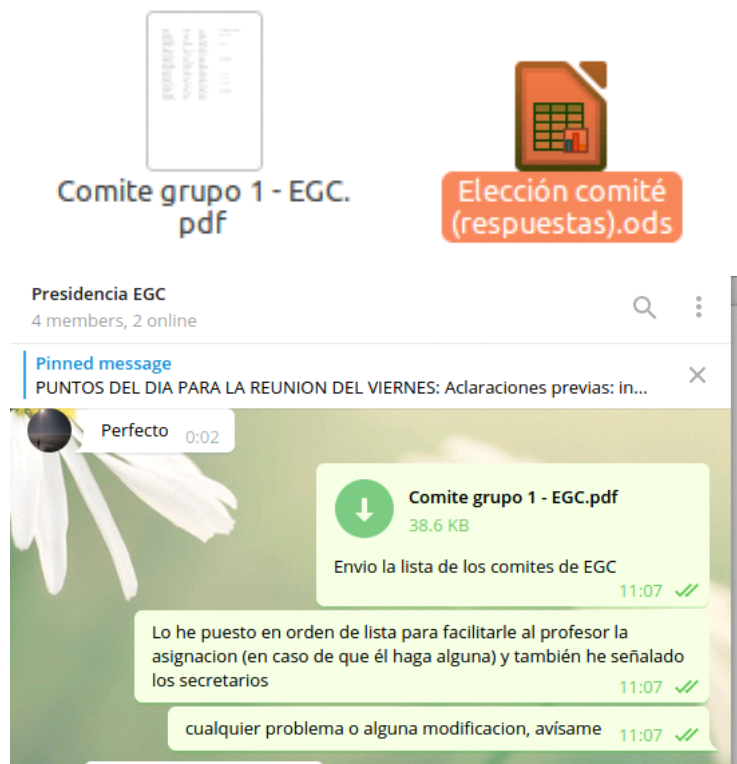 Comite grupo 1 - EGC.
pdf
Elección comité
(respuestas).ods
Presidencia EGC
4 members, 2 online
Pinned message
PUNTOS DEL DIA PARA LA REUNION DEL VIERNES: Aclaraciones previas: in...
Perfecto 0:02
Comite grupo 1 - EGC.pdf
38.6 KB
Envio la lista de los comites de EGC
11:07
Lo he puesto en orden de lista para facilitarle al profesor la
asignacion (en caso de que él haga alguna) y también he señalado
los secretarios
11:07
cualquier problema o alguna modificacion, avísame 11:07